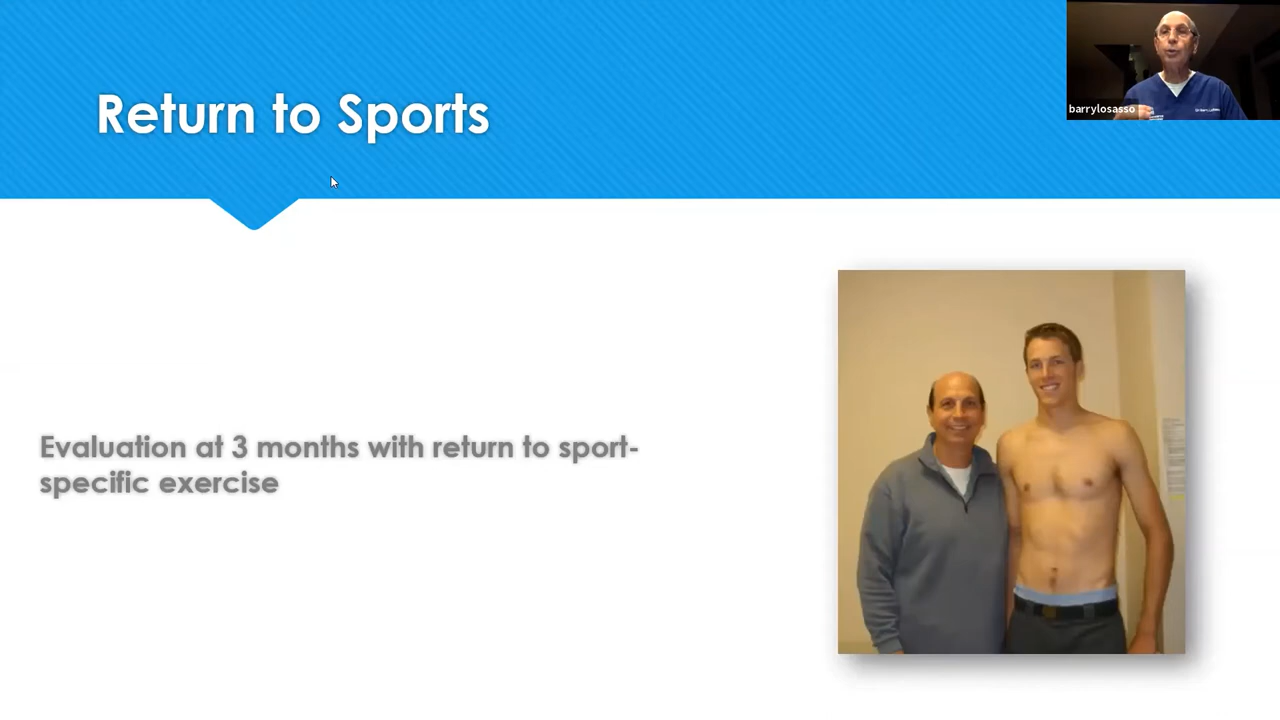 Return to Sports
barrylosasso
Evaluation at 3 months with return to sport-
specific exercise